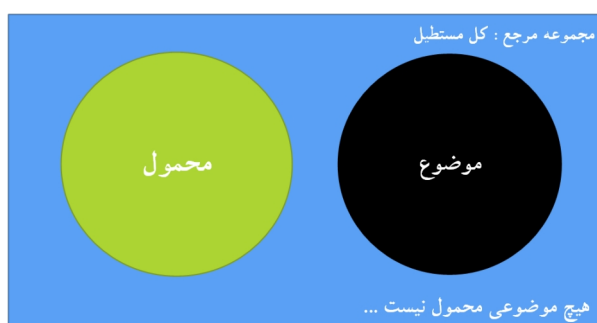 مجموعه مرجع : کل مستطیل
موضوع
محمول
هیچ موضوعی محمول نیست ...